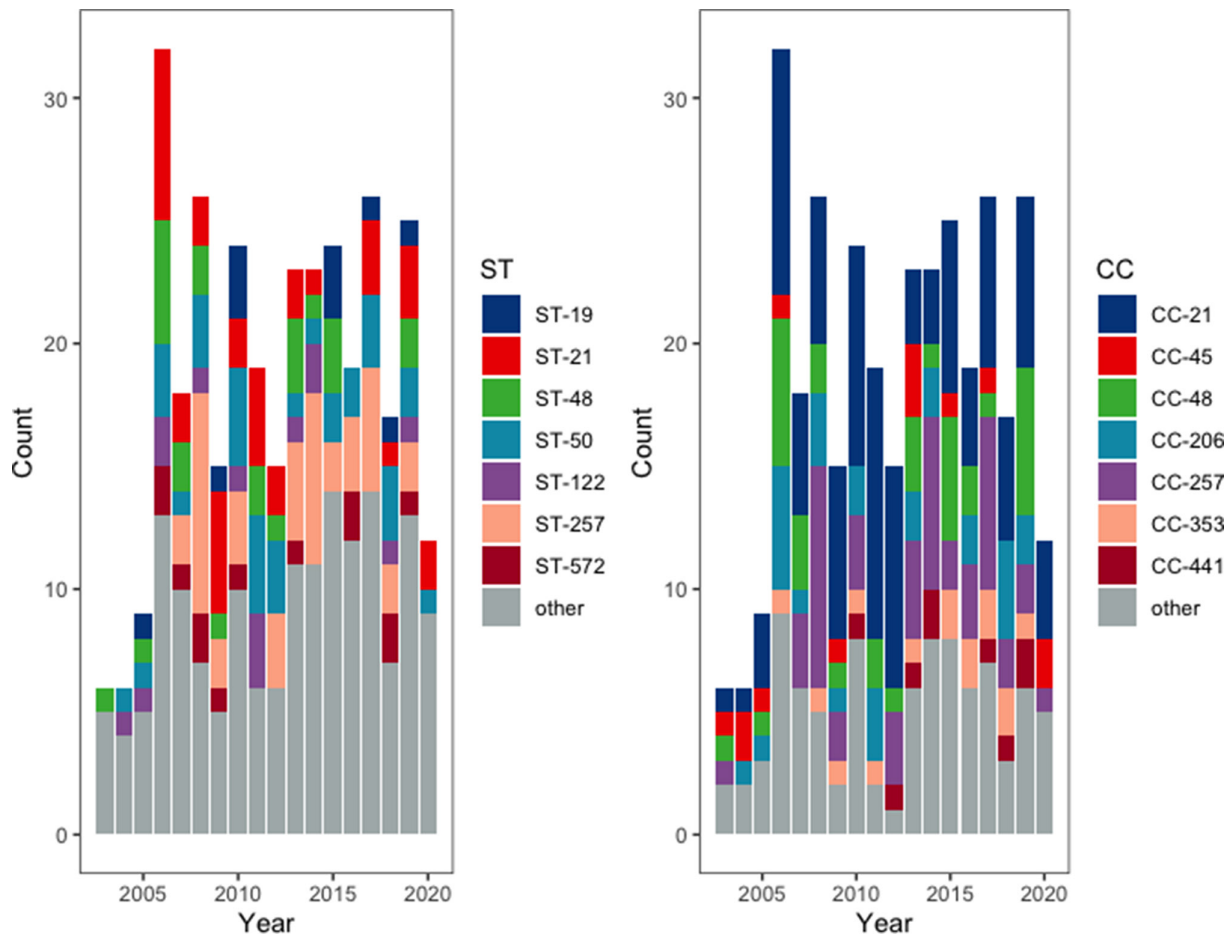 30
20
10
0
Count
2005
2010
2015
2020
Year
ST
ST-19
ST-21
ST-48
ST-50
ST-122
ST-257
ST-572
other
30
20
10
0
Count
2005
2010
2015
2020
Year
CC
CC-21
CC-45
CC-48
CC-206
CC-257
CC-353
CC-441
other